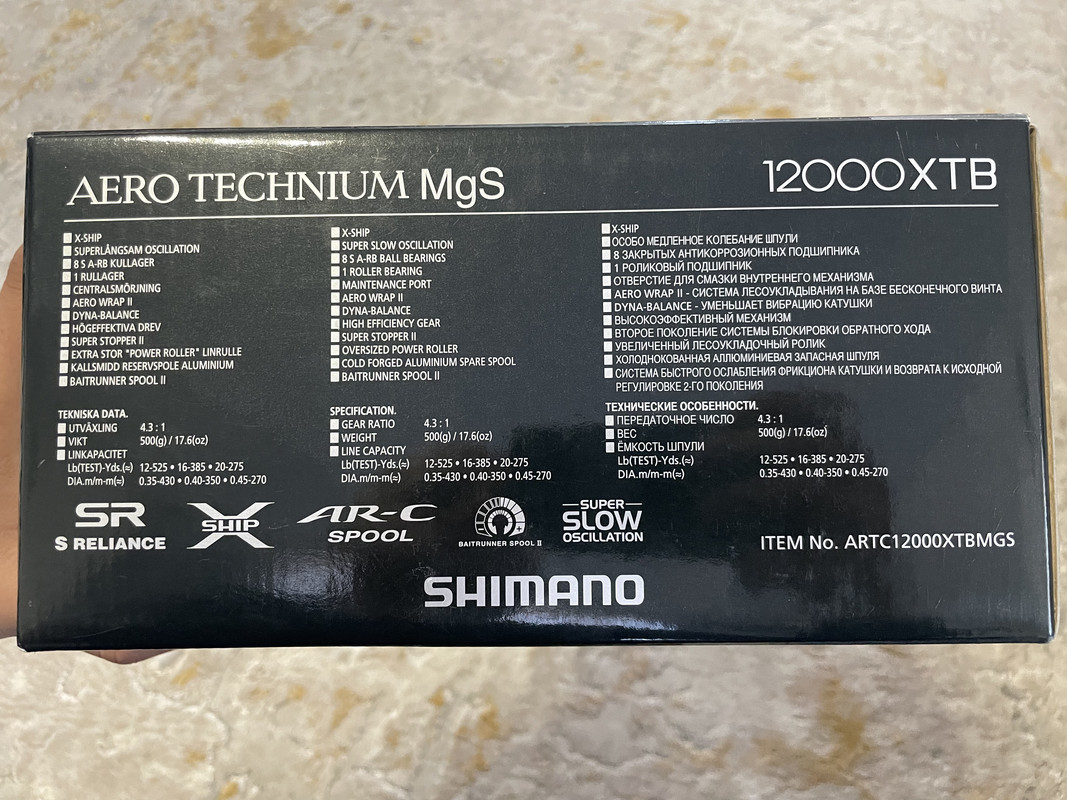 AERO TECHNIUM MgS
12000XTB
X-SHIP
SUPERLÅNGSAM OSCILLATION
8 S A-RB KULLAGER
1 RULLAGER
CENTRALSMÖRJNING
AERO WRAP II
DYNA-BALANCE
HÖGEFFEKTIVA DREV
SUPER STOPPER II
EXTRA STOR "POWER ROLLER" LINRULLE
KALLSMIDD RESERVSPOLE ALUMINIUM
BAITRUNNER SPOOL II
TEKNISKA DATA.
UTVÄXLING 4.3 : 1
VIKT 500(g) / 17.6(oz)
LINKAPACITET
Lb(TEST)-Yds.(≈) 12-525 • 16-385 • 20-275
DIA.m/m-m(≈) 0.35-430 • 0.40-350 • 0.45-270
X-SHIP
SUPER SLOW OSCILLATION
8 S A-RB BALL BEARINGS
1 ROLLER BEARING
MAINTENANCE PORT
AERO WRAP II
DYNA-BALANCE
HIGH EFFICIENCY GEAR
SUPER STOPPER II
OVERSIZED POWER ROLLER
COLD FORGED ALUMINIUM SPARE SPOOL
BAITRUNNER SPOOL II
SPECIFICATION.
GEAR RATIO 4.3 : 1
WEIGHT 500(g) / 17.6(oz)
LINE CAPACITY
Lb(TEST)-Yds.(≈) 12-525 • 16-385 • 20-275
DIA.m/m-m(≈) 0.35-430 • 0.40-350 • 0.45-270
X-SHIP
ОСОБО МЕДЛЕННОЕ КОЛЕБАНИЕ ШПУЛИ
8 ЗАКРЫТЫХ АНТИКОРРОЗИОННЫХ ПОДШИПНИКА
1 РОЛИКОВЫЙ ПОДШИПНИК
ОТВЕРСТИЕ ДЛЯ СМАЗКИ ВНУТРЕННЕГО МЕХАНИЗМА
AERO WRAP II - СИСТЕМА ЛЕСОУКЛАДЫВАНИЯ НА БАЗЕ БЕСКОНЕЧНОГО ВИНТА
DYNA-BALANCE - УМЕНЬШАЕТ ВИБРАЦИЮ КАТУШКИ
ВЫСОКОЭФФЕКТИВНЫЙ МЕХАНИЗМ
ВТОРОЕ ПОКОЛЕНИЕ СИСТЕМЫ БЛОКИРОВКИ ОБРАТНОГО ХОДА
УВЕЛИЧЕННЫЙ ЛЕСОУКЛАДОЧНЫЙ РОЛИК
ХОЛОДНОКОВАННАЯ АЛЛЮМИНИЕВАЯ ЗАПАСНАЯ ШПУЛЯ
СИСТЕМА БЫСТРОГО ОСЛАБЛЕНИЯ ФРИКЦИОНА КАТУШКИ И ВОЗВРАТА К ИСХОДНОЙ
РЕГУЛИРОВКЕ 2-ГО ПОКОЛЕНИЯ
ТЕХНИЧЕСКИЕ ОСОБЕННОСТИ.
ПЕРЕДАТОЧНОЕ ЧИСЛО 4.3 : 1
ВЕС 500(g) / 17.6(oz)
ЁМКОСТЬ ШПУЛИ
Lb(TEST)-Yds.(≈) 12-525 • 16-385 • 20-275
DIA.m/m-m(≈) 0.35-430 • 0.40-350 • 0.45-270
SR
S RELIANCE
X SHIP
AR-C
SPOOL
BAITRUNNER SPOOL II
SUPER
SLOW
OSCILLATION
ITEM No. ARTC12000XTBMGS
SHIMANO